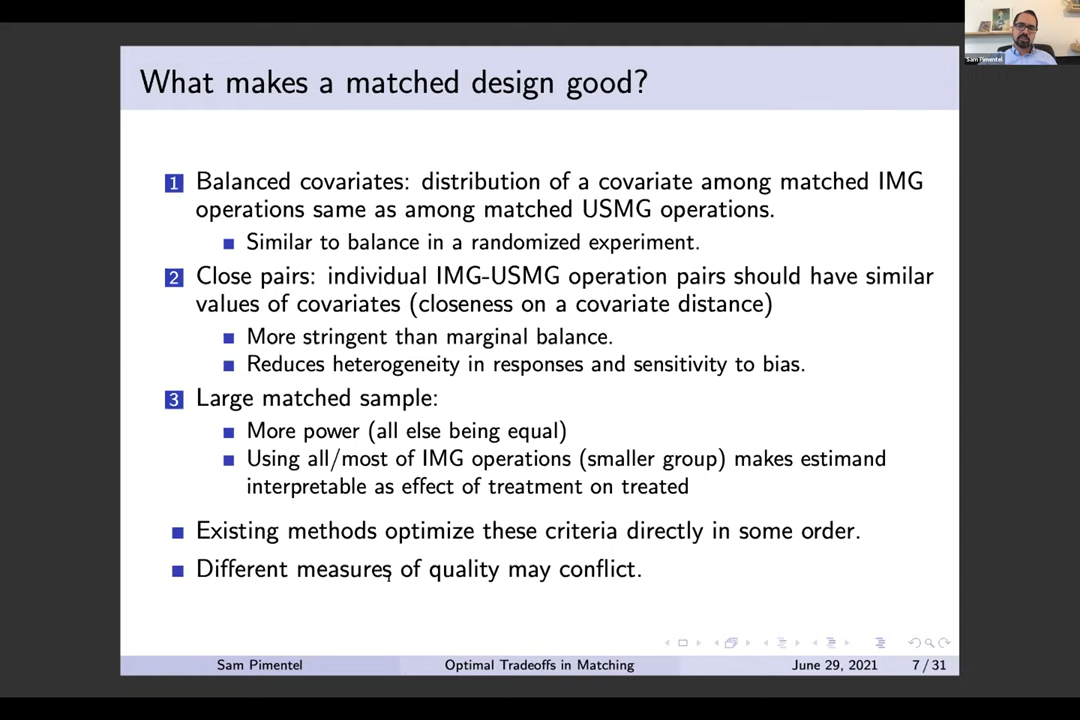 Sam Pimentel
What makes a matched design good?
1 Balanced covariates: distribution of a covariate among matched IMG
operations same as among matched USMG operations.
Similar to balance in a randomized experiment.
2 Close pairs: individual IMG-USMG operation pairs should have similar
values of covariates (closeness on a covariate distance)
More stringent than marginal balance.
Reduces heterogeneity in responses and sensitivity to bias.
3 Large matched sample:
More power (all else being equal)
Using all/most of IMG operations (smaller group) makes estimand
interpretable as effect of treatment on treated
Existing methods optimize these criteria directly in some order.
Different measures of quality may conflict.
Sam Pimentel Optimal Tradeoffs in Matching June 29, 2021 7 / 31